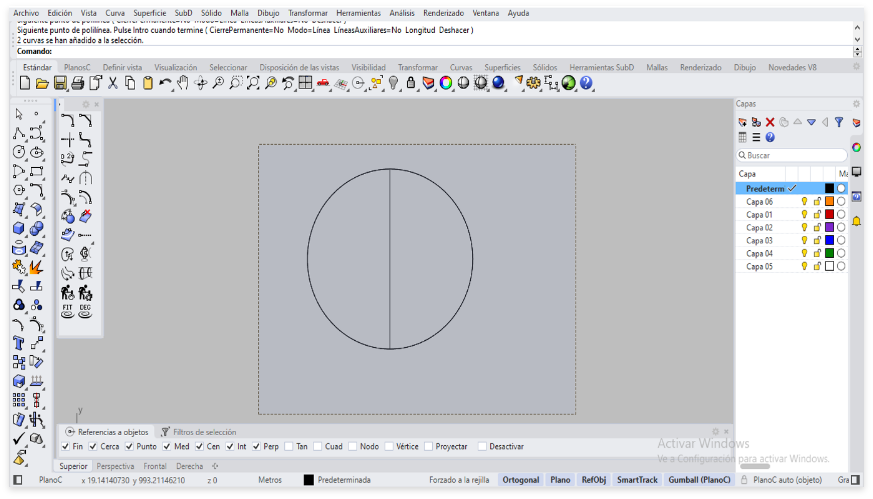 Archivo Edición Vista Curva Superficie SubD Sólido Malla Dibujo Transformar Herramientas Análisis Renderizado Ventana Ayuda
Siguiente punto de polilínea. Pulse Intro cuando termine ( CierrePermanente=No Modo=Línea LíneasAuxiliares=No Longitud Deshacer )
2 curvas se han añadido a la selección.
Comando:
Estándar PlanosC Definir vista Visualización Seleccionar Disposición de las vistas Visibilidad Transformar Curvas Superficies Sólidos Herramientas SubD Mallas Renderizado Dibujo Novedades V8
Capas
Buscar
Capa Ma
Predeterm
Capa 06
Capa 01
Capa 02
Capa 03
Capa 04
Capa 05
FIT DEG
y
Referencias a objetos Filtros de selección
Fin Cerca Punto Med Cen Int Perp Tan Cuad Nodo Vértice Proyectar Desactivar
Activar Windows
Ve a Configuración para activar Windows.
Superior Perspectiva Frontal Derecha
PlanoC x 19.14140730 y 993.21146210 z 0 Metros Predeterminada Forzado a la rejilla Ortogonal Plano RefObj SmartTrack Gumball (PlanoC) PlanoC auto (objeto) Gra